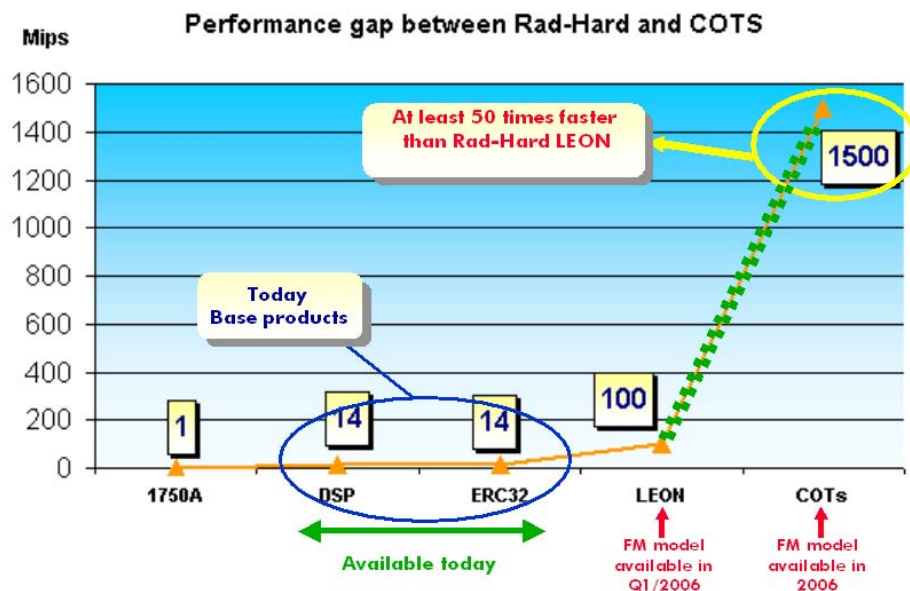 Performance gap between Rad-Hard and COTS
Mips
1600
1400
1200
1000
800
600
400
200
0
At least 50 times faster
than Rad-Hard LEON
1500
Today
Base products
1
14
14
100
1750A
DSP
ERC32
LEON
COTs
Available today
FM model
available in
Q1/2006
FM model
available in
2006